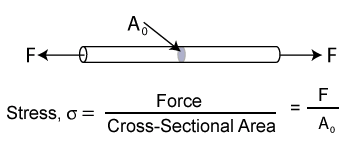 A₀
F F
Stress, σ = Force / Cross-Sectional Area = F / A₀